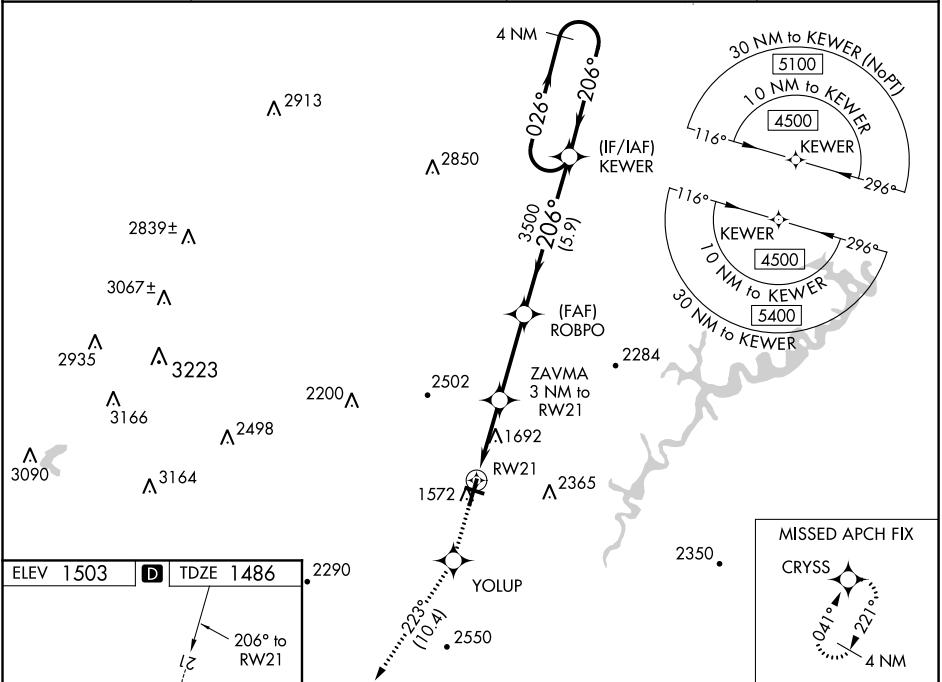 4 NM
026°
206°
(IF/IAF)
KEWER
30 NM to KEWER (NoPT)
5100
10 NM to KEWER
4500
116°
KEWER
296°
116°
KEWER
296°
4500
10 NM to KEWER
5400
30 NM to KEWER
2913
2850
2839±
3067±
2935
3223
3166
2200
2502
2498
3090
3164
3500
206°
(5.9)
(FAF)
ROBPO
2284
ZAVMA
3 NM to
RW21
1692
RW21
1572
2365
2350
2290
YOLUP
223°
(10.4)
2550
MISSED APCH FIX
CRYSS
041°
221°
4 NM
ELEV 1503 D TDZE 1486
206° to
RW21
21